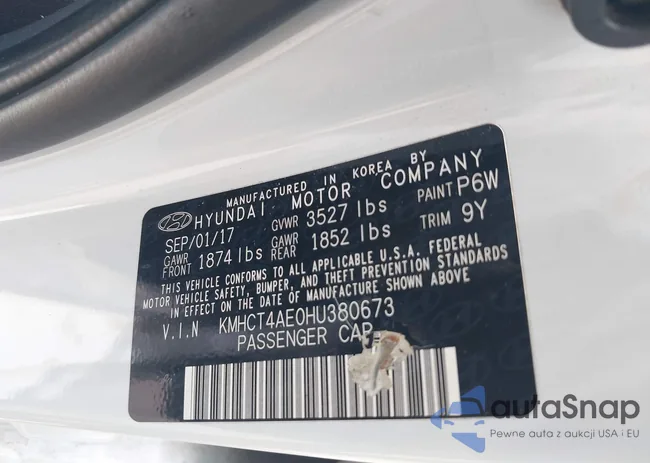 MANUFACTURED IN KOREA BY
HYUNDAI MOTOR COMPANY
SEP/01/17 GVWR 3527 lbs PAINT P6W
GAWR FRONT 1874 lbs GAWR REAR 1852 lbs TRIM 9Y
THIS VEHICLE CONFORMS TO ALL APPLICABLE U.S.A. FEDERAL
MOTOR VEHICLE SAFETY, BUMPER, AND THEFT PREVENTION STANDARDS
IN EFFECT ON THE DATE OF MANUFACTURE SHOWN ABOVE
V.I.N KMHCT4AE0HU380673
PASSENGER CAR
autaSnap
Pewne auta z aukcji USA i EU